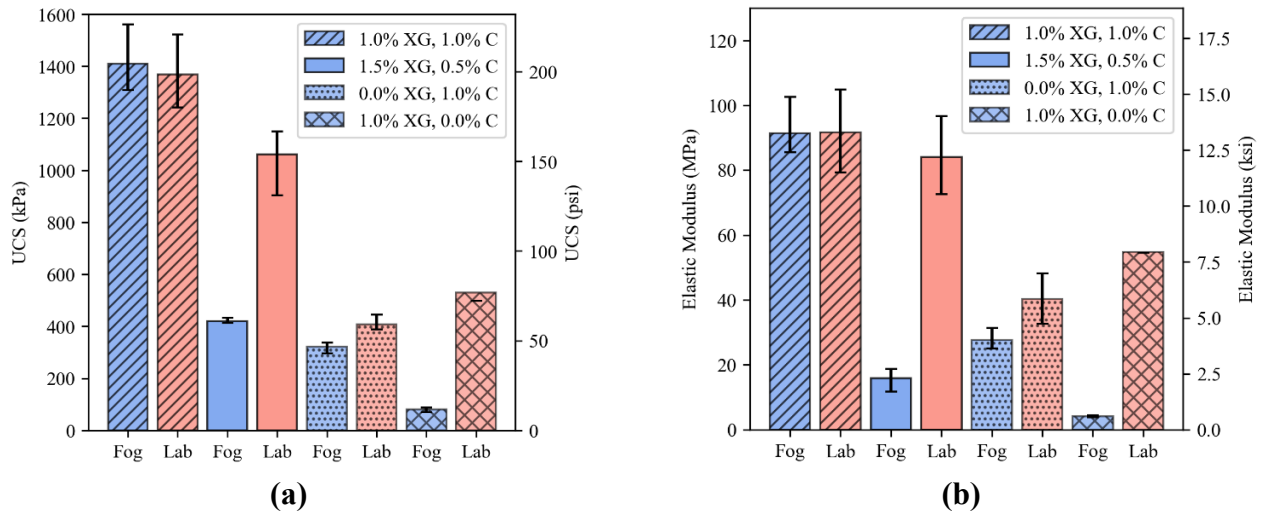 1600
1400
1200
1000
800
600
400
200
0
UCS (kPa)
1.0% XG, 1.0% C
1.5% XG, 0.5% C
0.0% XG, 1.0% C
1.0% XG, 0.0% C
200
150
100
50
0
UCS (psi)
Fog Lab Fog Lab Fog Lab Fog Lab
(a)
120
100
80
60
40
20
0
Elastic Modulus (MPa)
1.0% XG, 1.0% C
1.5% XG, 0.5% C
0.0% XG, 1.0% C
1.0% XG, 0.0% C
17.5
15.0
12.5
10.0
7.5
5.0
2.5
0.0
Elastic Modulus (ksi)
Fog Lab Fog Lab Fog Lab Fog Lab
(b)